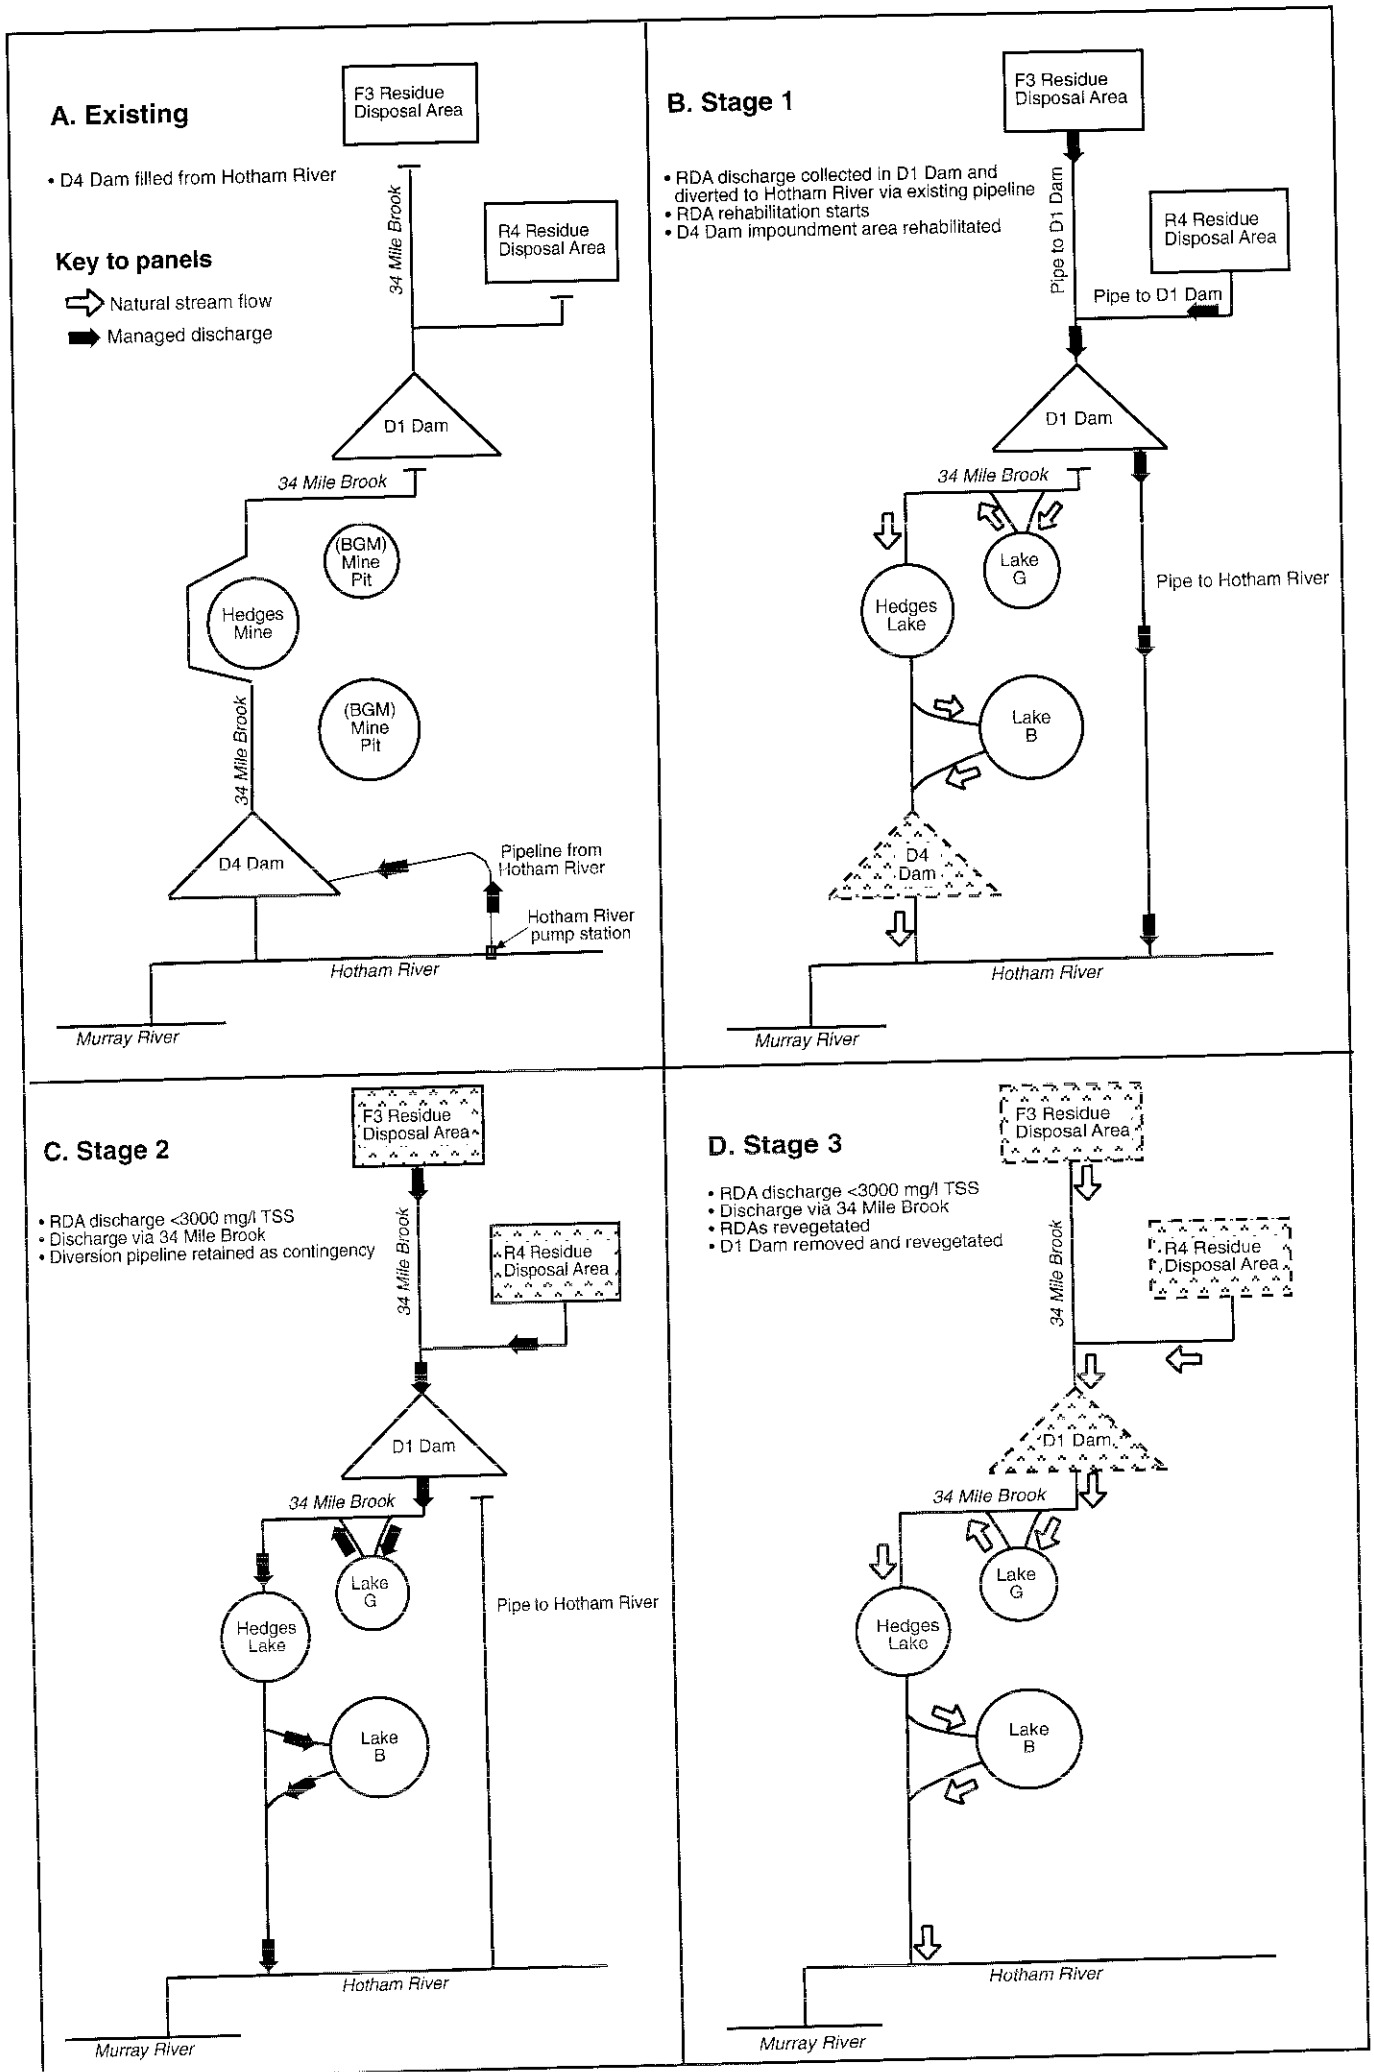 A. Existing
• D4 Dam filled from Hotham River
Key to panels
Natural stream flow
Managed discharge
F3 Residue
Disposal Area
34 Mile Brook
R4 Residue
Disposal Area
D1 Dam
34 Mile Brook
(BGM)
Mine
Pit
Hedges
Mine
(BGM)
Mine
Pit
34 Mile Brook
D4 Dam
Pipeline from
Hotham River
Hotham River
pump station
Hotham River
Murray River
B. Stage 1
• RDA discharge collected in D1 Dam and
diverted to Hotham River via existing pipeline
• RDA rehabilitation starts
• D4 Dam impoundment area rehabilitated
F3 Residue
Disposal Area
Pipe to D1 Dam
R4 Residue
Disposal Area
Pipe to D1 Dam
D1 Dam
34 Mile Brook
Lake
G
Hedges
Lake
Pipe to Hotham River
Lake
B
D4
Dam
Hotham River
Murray River
C. Stage 2
• RDA discharge <3000 mg/l TSS
• Discharge via 34 Mile Brook
• Diversion pipeline retained as contingency
F3 Residue
Disposal Area
34 Mile Brook
R4 Residue
Disposal Area
D1 Dam
34 Mile Brook
Lake
G
Hedges
Lake
Pipe to Hotham River
Lake
B
Hotham River
Murray River
D. Stage 3
• RDA discharge <3000 mg/l TSS
• Discharge via 34 Mile Brook
• RDAs revegetated
• D1 Dam removed and revegetated
F3 Residue
Disposal Area
34 Mile Brook
R4 Residue
Disposal Area
D1 Dam
34 Mile Brook
Lake
G
Hedges
Lake
Lake
B
Hotham River
Murray River